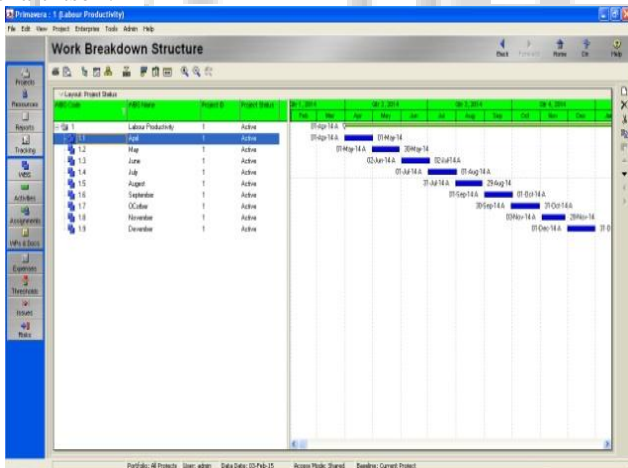 Primavera : 1 (Labour Productivity)
File Edit View Project Enterprise Tools Admin Help
Work Breakdown Structure
Back Forward Home Dir Help
Projects
Resources
Reports
Tracking
WBS
Activities
Assignments
WPs & Docs
Expenses
Thresholds
Issues
Risks
Layout: Project Status
WBS Code WBS Name Project ID Project Status
Qtr 1, 2014 Qtr 2, 2014 Qtr 3, 2014 Qtr 4, 2014
Feb Mar Apr May Jun Jul Aug Sep Oct Nov Dec
1 Labour Productivity 1 Active 01-Apr-14 A
1.1 April 1 Active 01-Apr-14 A 01-May-14
1.2 May 1 Active 01-May-14 A 30-May-14
1.3 June 1 Active 02-Jun-14 A 02-Jul-14 A
1.4 July 1 Active 01-Jul-14 A 01-Aug-14
1.5 August 1 Active 31-Jul-14 A 29-Aug-14
1.6 September 1 Active 01-Sep-14 A 01-Oct-14 A
1.7 1 Active 30-Sep-14 A 31-Oct-14 A
1.8 November 1 Active 03-Nov-14 A 28-Nov-14
1.9 1 Active 01-Dec-14 A
Portfolio: All Projects User: admin Data Date: 03-Feb-15 Access Mode: Shared Baseline: Current Project